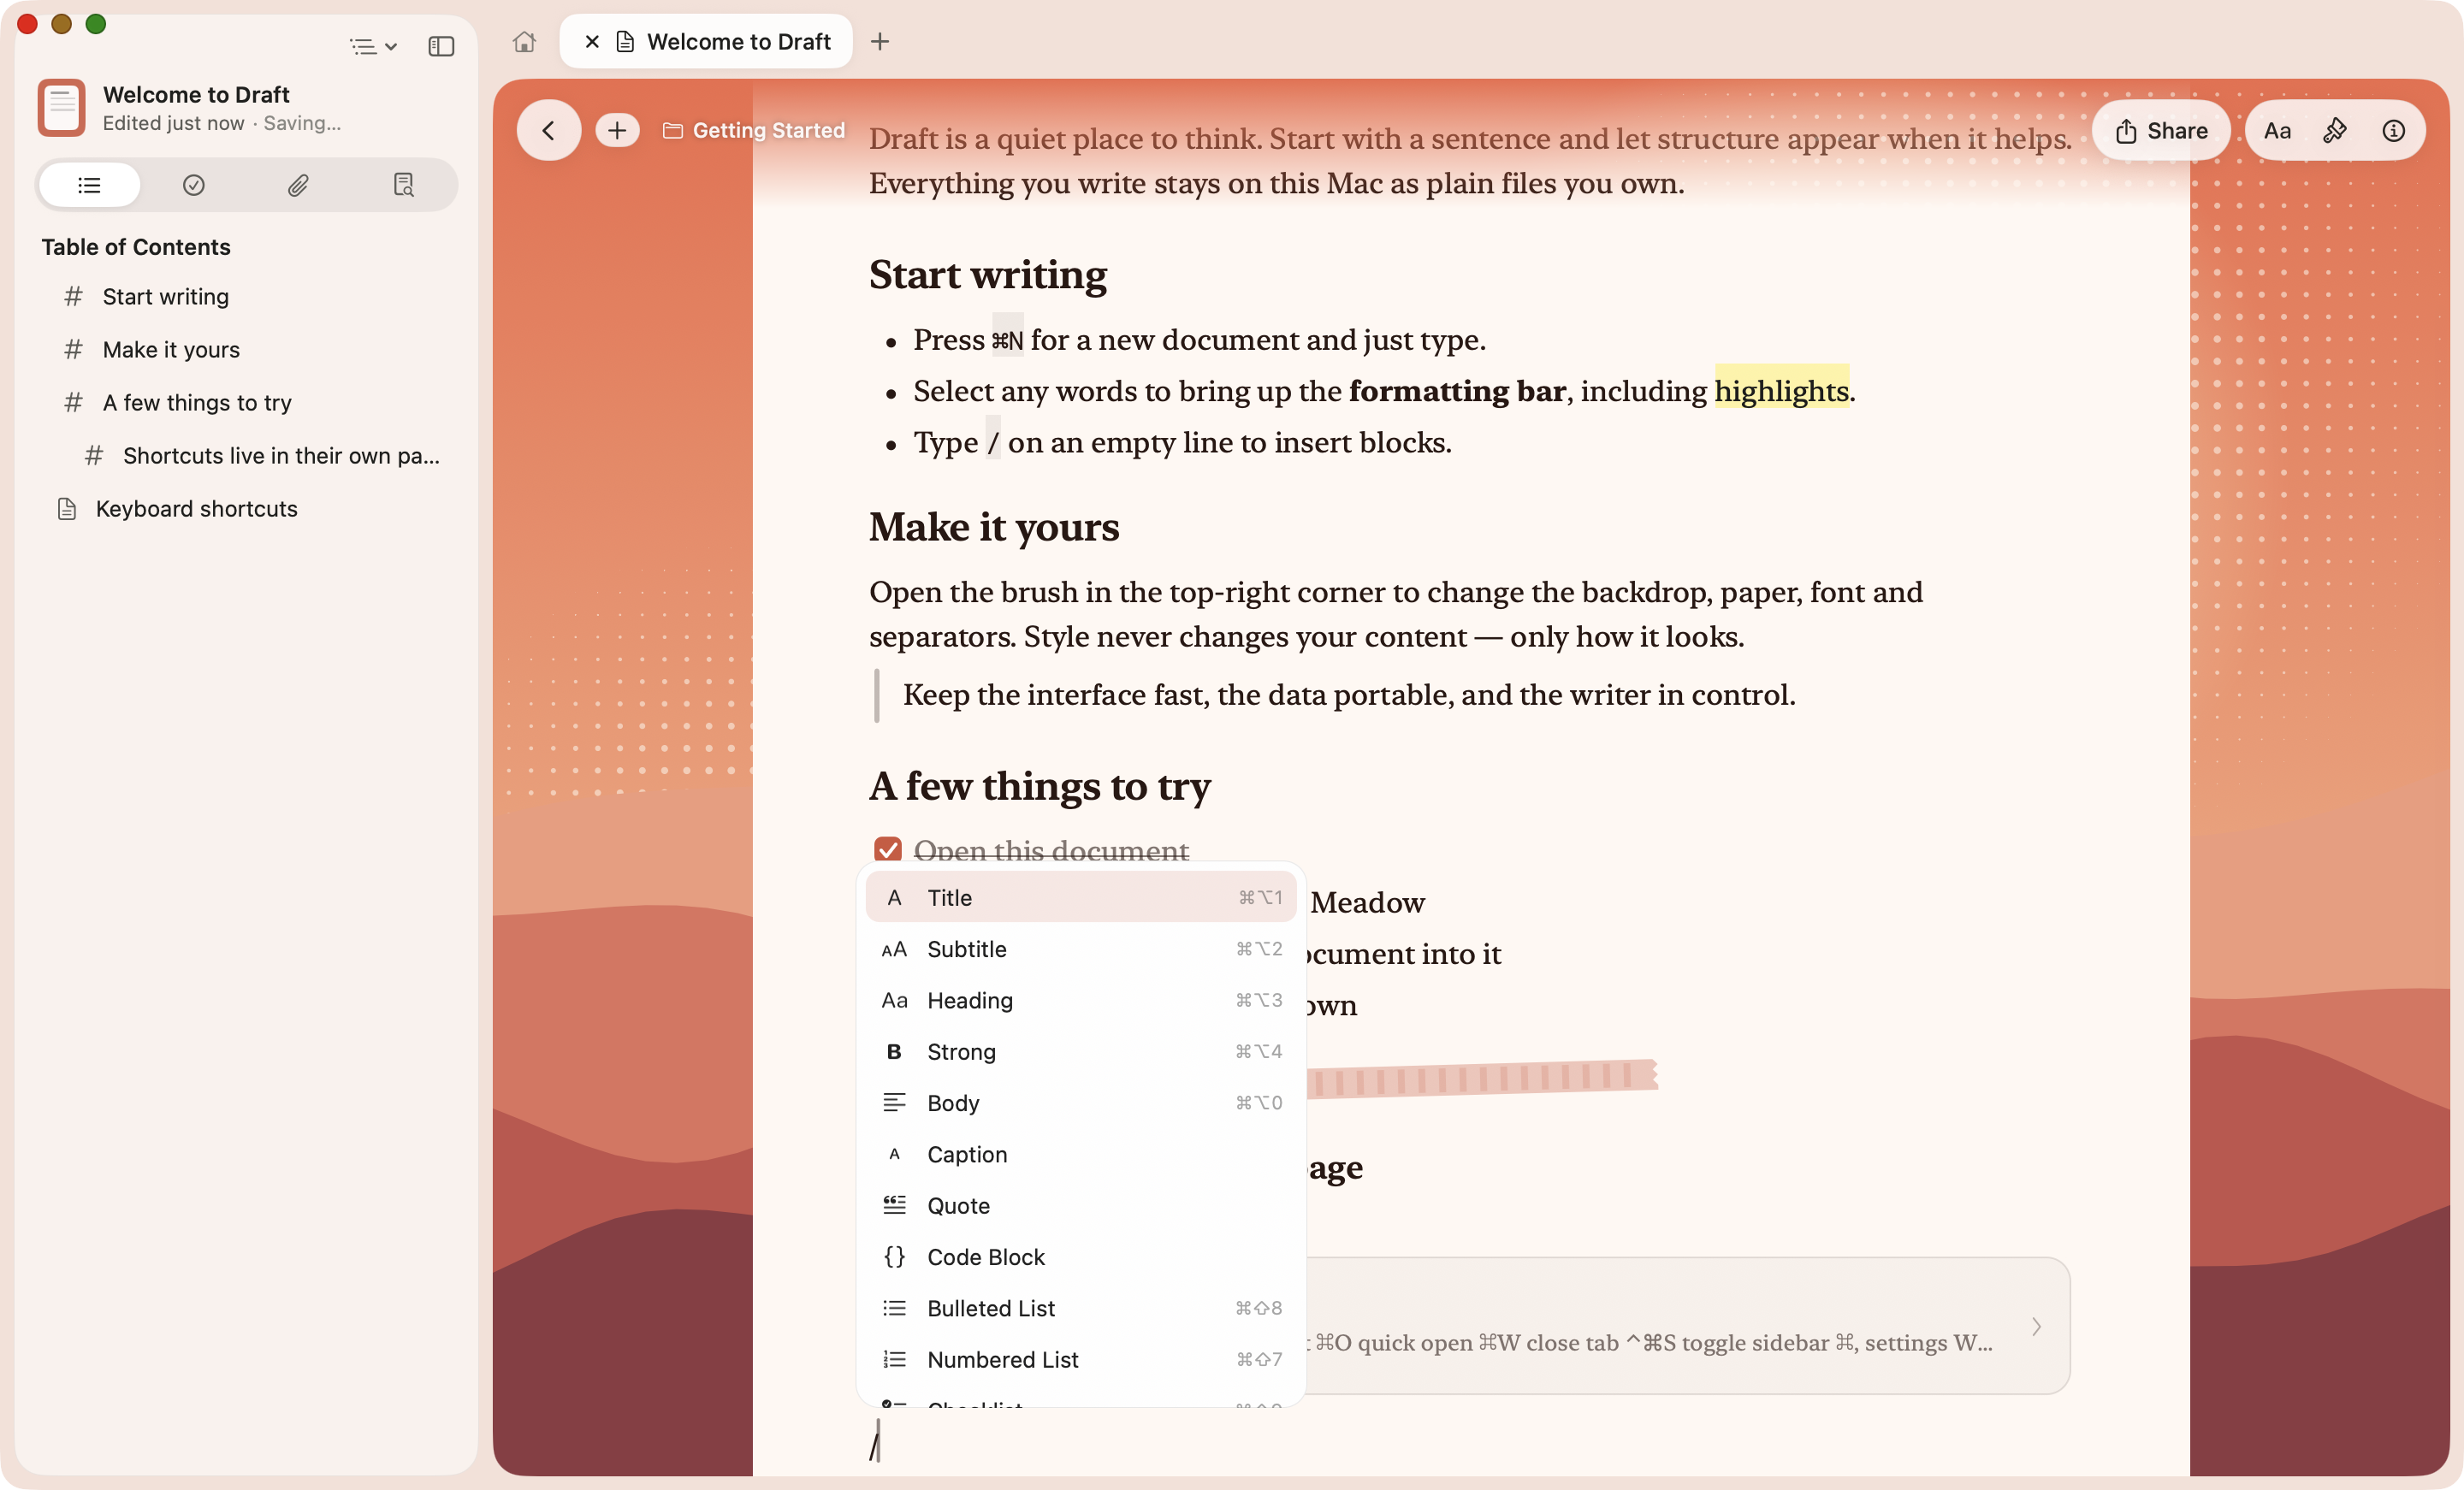 Welcome to Draft
Edited just now · Saving...
Table of Contents
# Start writing
# Make it yours
# A few things to try
# Shortcuts live in their own pa...
Keyboard shortcuts
Welcome to Draft
Getting Started
Share
Aa
Draft is a quiet place to think. Start with a sentence and let structure appear when it helps.
Everything you write stays on this Mac as plain files you own.
Start writing
• Press ⌘N for a new document and just type.
• Select any words to bring up the formatting bar, including highlights.
• Type / on an empty line to insert blocks.
Make it yours
Open the brush in the top-right corner to change the backdrop, paper, font and
separators. Style never changes your content — only how it looks.
Keep the interface fast, the data portable, and the writer in control.
A few things to try
Open this document
Meadow
into it
A Title ⌘⌥1
AA Subtitle ⌘⌥2
Aa Heading ⌘⌥3
B Strong ⌘⌥4
Body ⌘⌥0
A Caption
Quote
{} Code Block
Bulleted List ⌘⇧8
Numbered List ⌘⇧7
⌘O quick open ⌘W close tab ^⌘S toggle sidebar ⌘, settings W...
/